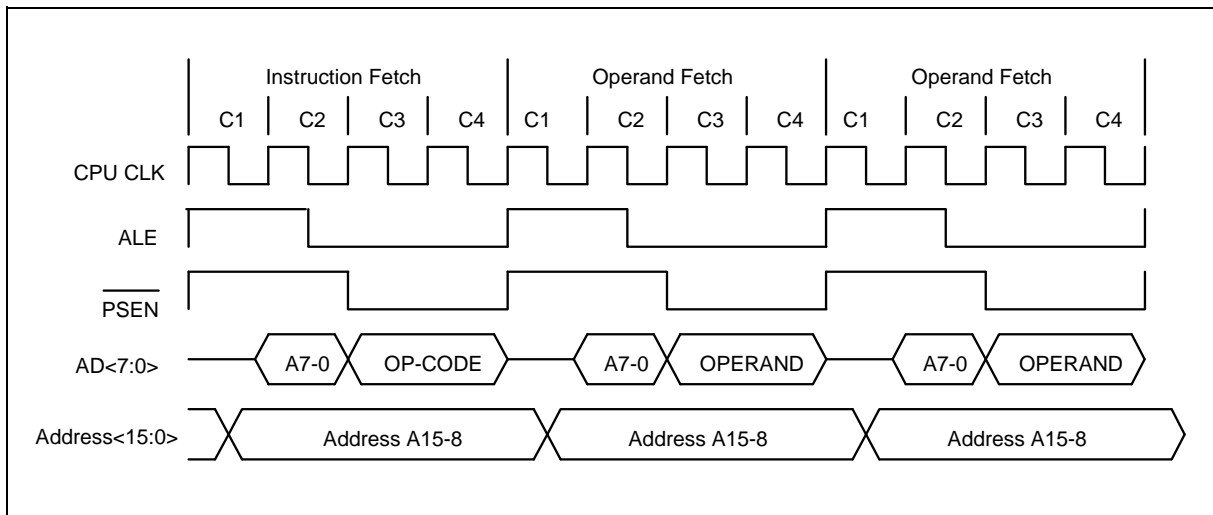 Instruction Fetch Operand Fetch Operand Fetch
C1 C2 C3 C4 C1 C2 C3 C4 C1 C2 C3 C4
CPU CLK
ALE
PSEN
AD<7:0> A7-0 OP-CODE A7-0 OPERAND A7-0 OPERAND
Address<15:0> Address A15-8 Address A15-8 Address A15-8